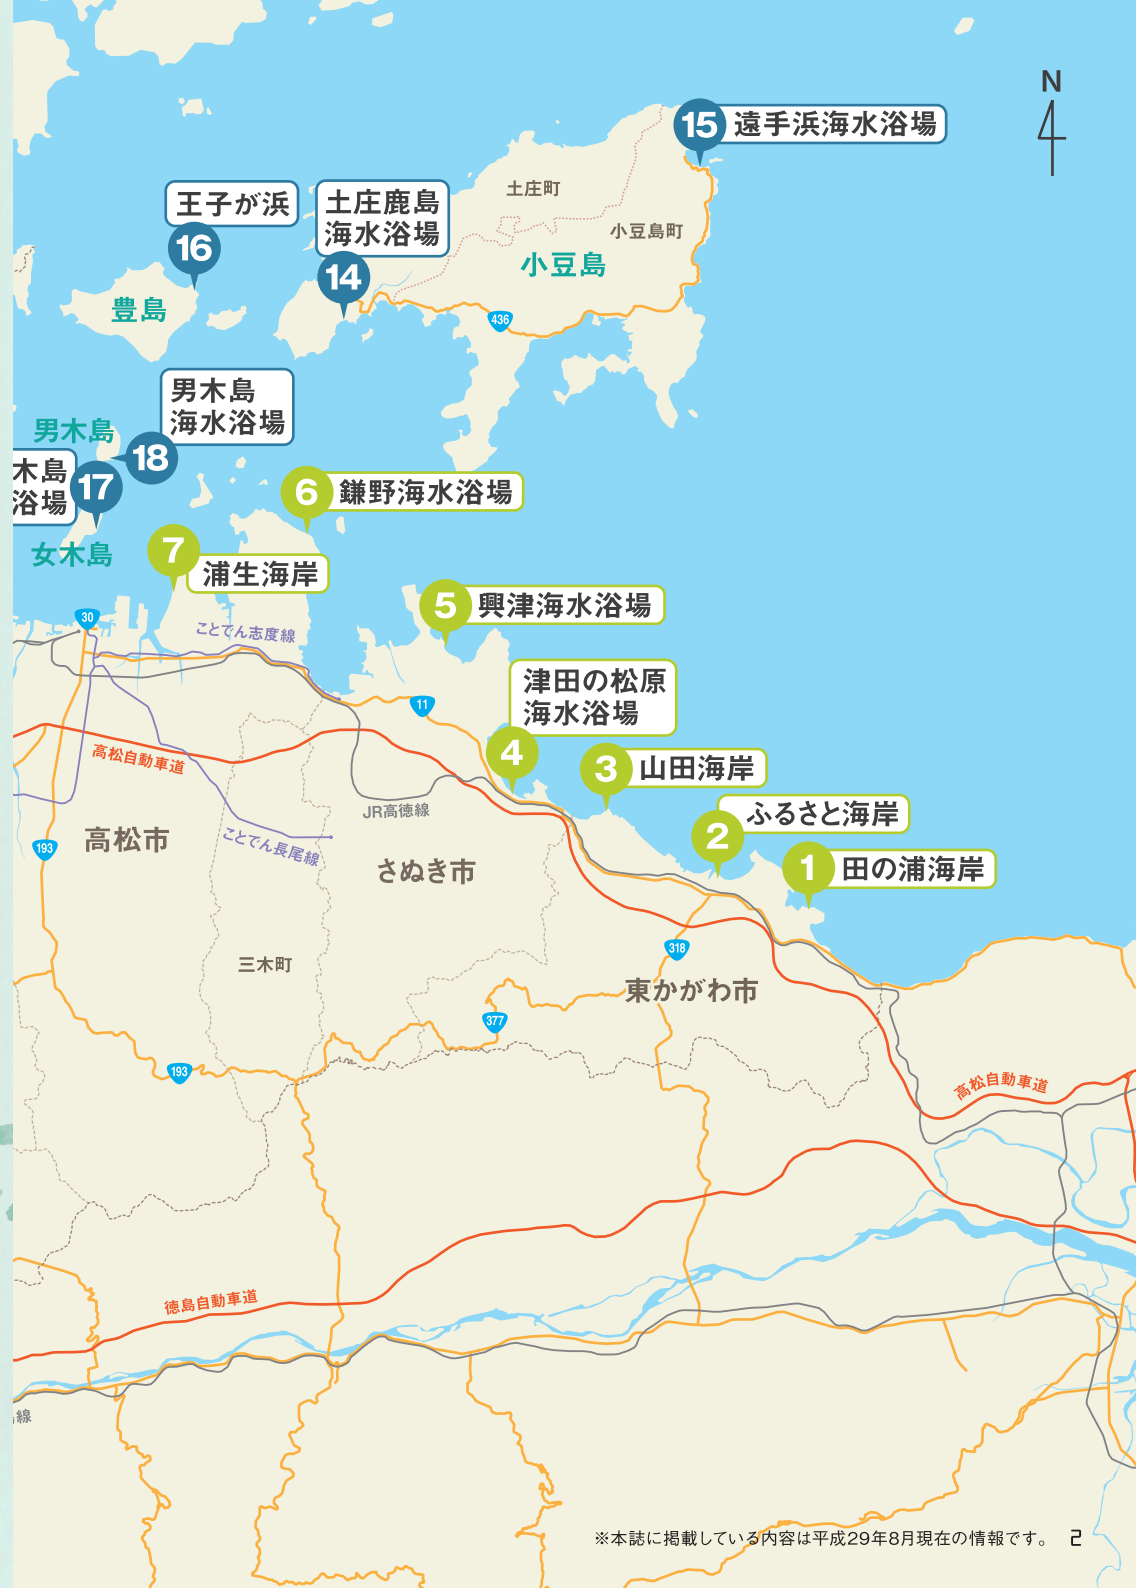 N
15 遠手浜海水浴場
王子が浜
16
土庄鹿島
海水浴場
14
土庄町
小豆島町
小豆島
豊島
436
男木島
海水浴場
18
男木島
木島
浴場
17
女木島
6 鎌野海水浴場
7
浦生海岸
5 興津海水浴場
30
ことでん志度線
津田の松原
海水浴場
4
11
3 山田海岸
高松自動車道
ふるさと海岸
2
JR高徳線
高松市
ことでん長尾線
193
さぬき市
1 田の浦海岸
三木町
318
東かがわ市
377
193
高松自動車道
徳島自動車道
線
※本誌に掲載している内容は平成29年8月現在の情報です。 2